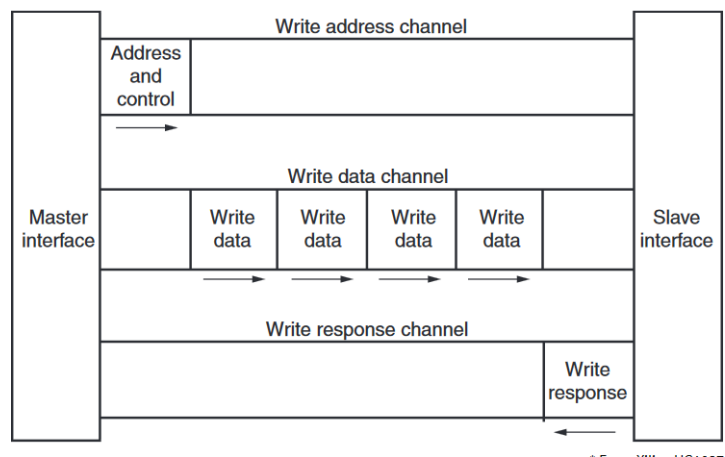 Write address channel
Address
and
control
Write data channel
Master
interface
Write
data
Write
data
Write
data
Write
data
Slave
interface
Write response channel
Write
response